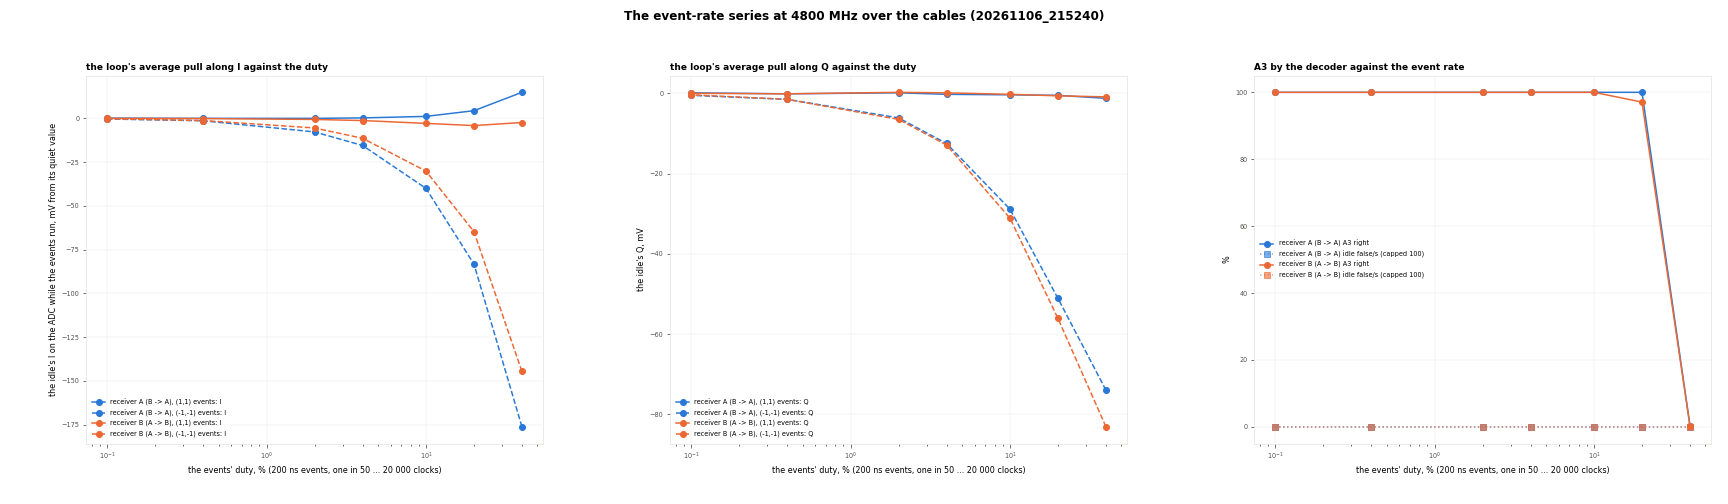 The event-rate series at 4800 MHz over the cables (20261106_215240)
the loop's average pull along I against the duty
the idle's I on the ADC while the events run, mV from its quiet value
0
−25
−50
−75
−100
−125
−150
−175
receiver A (B -> A), (1,1) events: I
receiver A (B -> A), (-1,-1) events: I
receiver B (A -> B), (1,1) events: I
receiver B (A -> B), (-1,-1) events: I
10⁻¹ 10⁰ 10¹
the events' duty, % (200 ns events, one in 50 ... 20 000 clocks)
the loop's average pull along Q against the duty
the idle's Q, mV
0
−20
−40
−60
−80
receiver A (B -> A), (1,1) events: Q
receiver A (B -> A), (-1,-1) events: Q
receiver B (A -> B), (1,1) events: Q
receiver B (A -> B), (-1,-1) events: Q
10⁻¹ 10⁰ 10¹
the events' duty, % (200 ns events, one in 50 ... 20 000 clocks)
A3 by the decoder against the event rate
%
100
80
60
40
20
0
receiver A (B -> A) A3 right
receiver A (B -> A) idle false/s (capped 100)
receiver B (A -> B) A3 right
receiver B (A -> B) idle false/s (capped 100)
10⁻¹ 10⁰ 10¹
the events' duty, % (200 ns events, one in 50 ... 20 000 clocks)